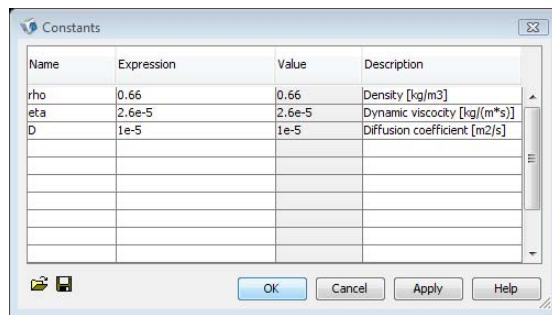 Constants
Name Expression Value Description
rho 0.66 0.66 Density [kg/m3]
eta 2.6e-5 2.6e-5 Dynamic viscocity [kg/(m*s)]
D 1e-5 1e-5 Diffusion coefficient [m2/s]
OK Cancel Apply Help